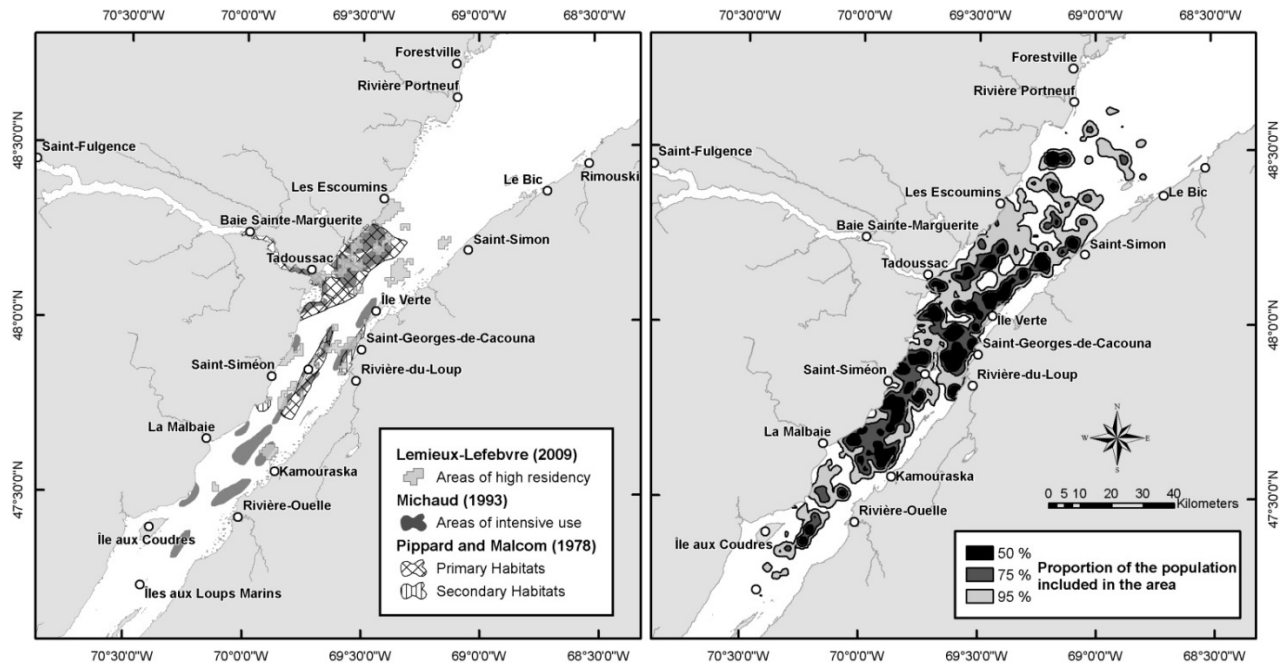 70°30'0"W 70°0'0"W 69°30'0"W 69°0'0"W 68°30'0"W
48°30'0"N
48°0'0"N
47°30'0"N
Forestville
Rivière Portneuf
Saint-Fulgence
Les Escoumins
Le Bic
Rimouski
Baie Sainte-Marguerite
Saint-Simon
Tadoussac
Île Verte
Saint-Georges-de-Cacouna
Saint-Siméon
Rivière-du-Loup
La Malbaie
Kamouraska
Rivière-Ouelle
Île aux Coudres
Îles aux Loups Marins
Lemieux-Lefebvre (2009)
Areas of high residency
Michaud (1993)
Areas of intensive use
Pippard and Malcom (1978)
Primary Habitats
Secondary Habitats
70°30'0"W 70°0'0"W 69°30'0"W 69°0'0"W 68°30'0"W
70°30'0"W 70°0'0"W 69°30'0"W 69°0'0"W 68°30'0"W
Forestville
Rivière Portneuf
Saint-Fulgence
Les Escoumins
Le Bic
Baie Sainte-Marguerite
Saint-Simon
Tadoussac
Ile Verte
Saint-Georges-de-Cacouna
Saint-Siméon
Rivière-du-Loup
La Malbaie
Kamouraska
Rivière-Ouelle
Île aux Coudres
N
W E
S
0 5 10 20 30 40
Kilometers
50 %
75 %
95 %
Proportion of the population
included in the area
48°30'0"N
48°0'0"N
47°30'0"N
70°30'0"W 70°0'0"W 69°30'0"W 69°0'0"W 68°30'0"W